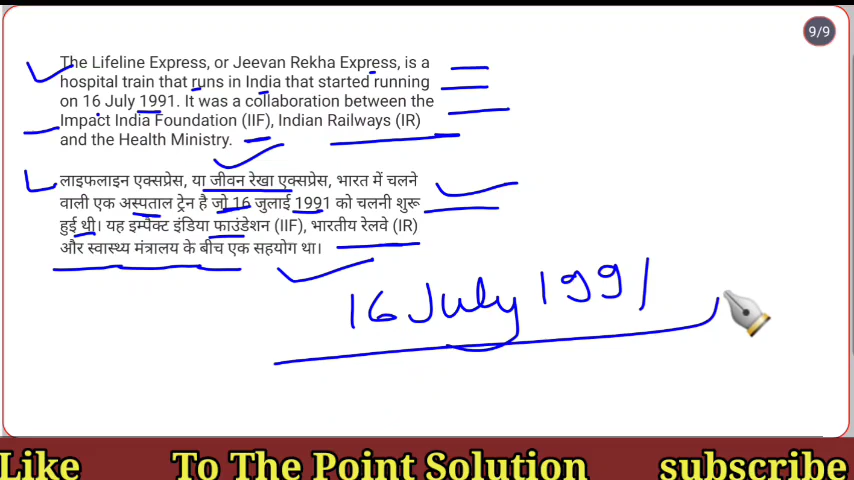 9/9
The Lifeline Express, or Jeevan Rekha Express, is a
hospital train that runs in India that started running
on 16 July 1991. It was a collaboration between the
Impact India Foundation (IIF), Indian Railways (IR)
and the Health Ministry.
लाइफलाइन एक्सप्रेस, या जीवन रेखा एक्सप्रेस, भारत में चलने
वाली एक अस्पताल ट्रेन है जो 16 जुलाई 1991 को चलनी शुरू
हुई थी। यह इम्पैक्ट इंडिया फाउंडेशन (IIF), भारतीय रेलवे (IR)
और स्वास्थ्य मंत्रालय के बीच एक सहयोग था।
16 July 1991
Like To The Point Solution subscribe